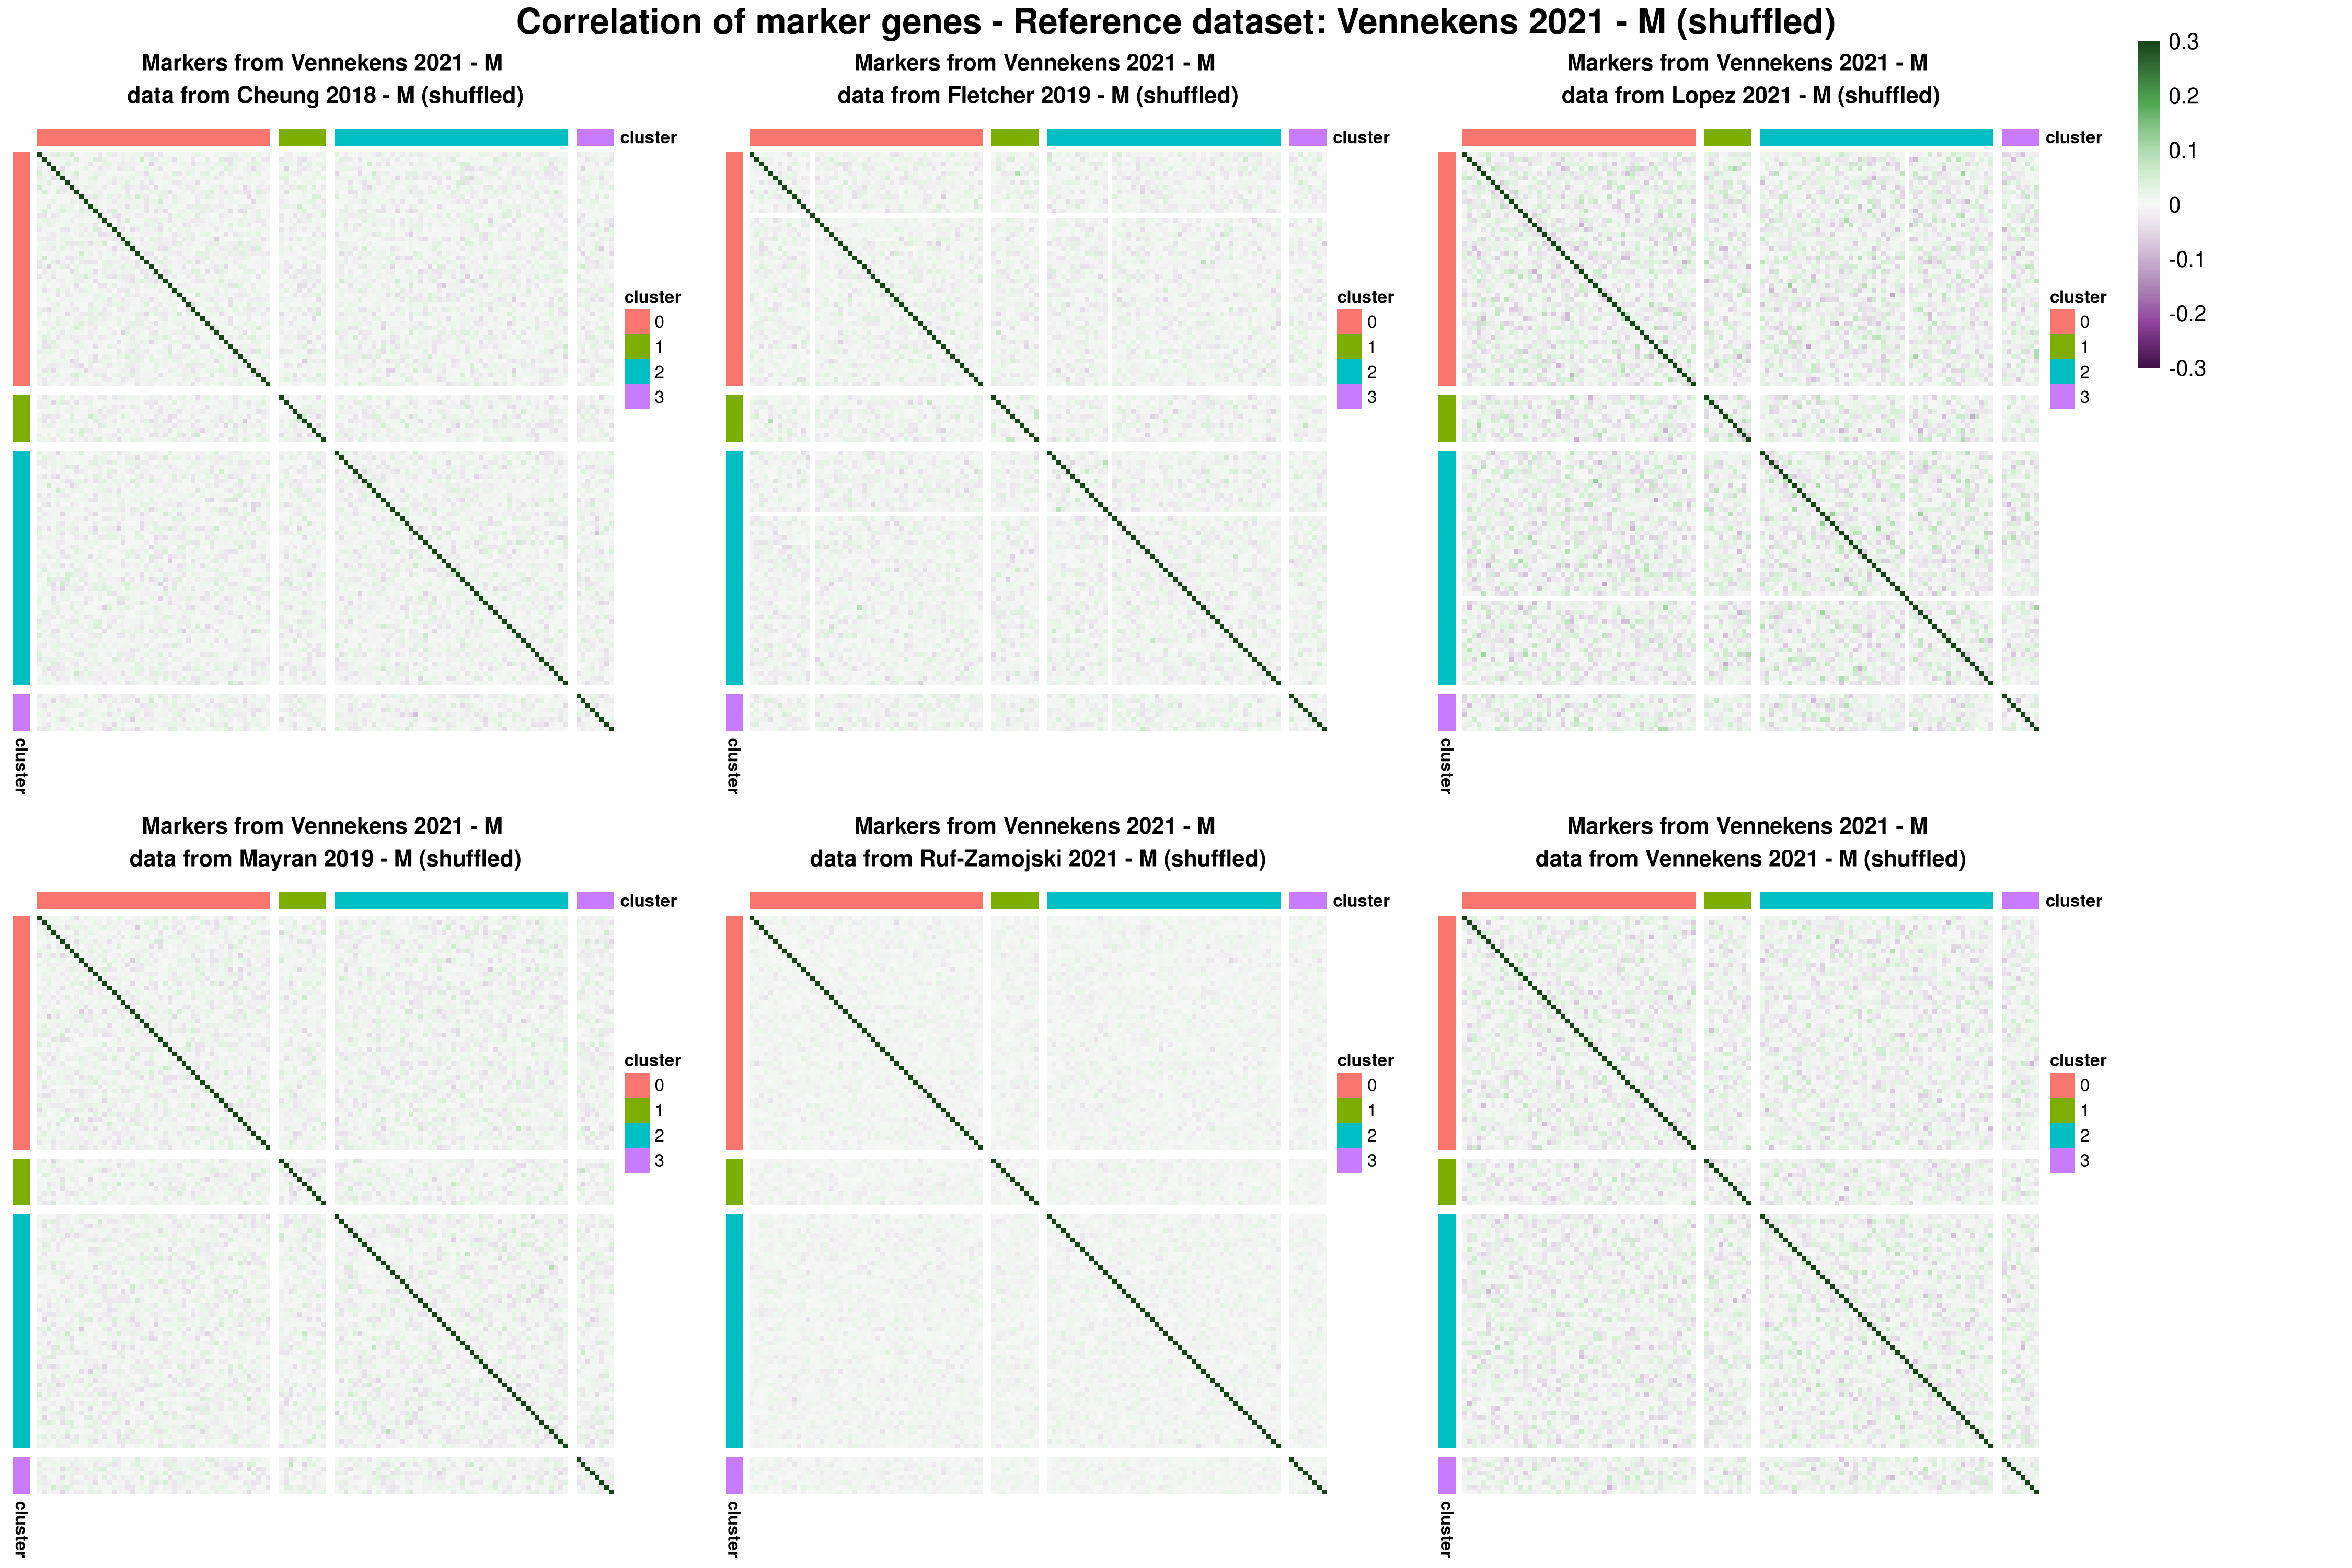 Correlation of marker genes - Reference dataset: Vennekens 2021 - M (shuffled)
Markers from Vennekens 2021 - M
data from Cheung 2018 - M (shuffled)
cluster
cluster
0
1
2
3
cluster
Markers from Vennekens 2021 - M
data from Fletcher 2019 - M (shuffled)
cluster
cluster
0
1
2
3
cluster
Markers from Vennekens 2021 - M
data from Lopez 2021 - M (shuffled)
cluster
cluster
0
1
2
3
cluster
0.3
0.2
0.1
0
-0.1
-0.2
-0.3
Markers from Vennekens 2021 - M
data from Mayran 2019 - M (shuffled)
cluster
cluster
0
1
2
3
cluster
Markers from Vennekens 2021 - M
data from Ruf-Zamojski 2021 - M (shuffled)
cluster
cluster
0
1
2
3
cluster
Markers from Vennekens 2021 - M
data from Vennekens 2021 - M (shuffled)
cluster
cluster
0
1
2
3
cluster